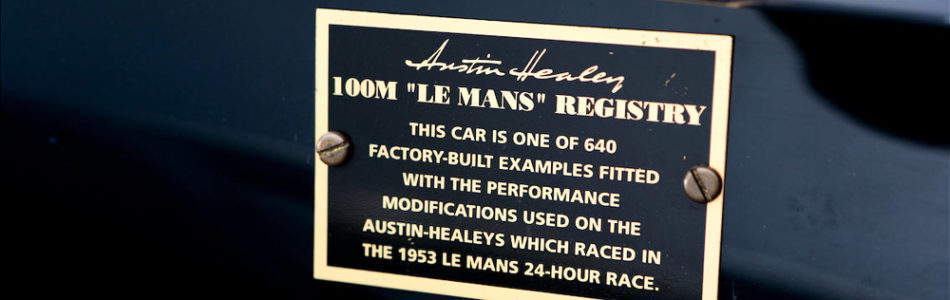 Austin Healey
100M "LE MANS" REGISTRY
THIS CAR IS ONE OF 640
FACTORY-BUILT EXAMPLES FITTED
WITH THE PERFORMANCE
MODIFICATIONS USED ON THE
AUSTIN-HEALEYS WHICH RACED IN
THE 1953 LE MANS 24-HOUR RACE.